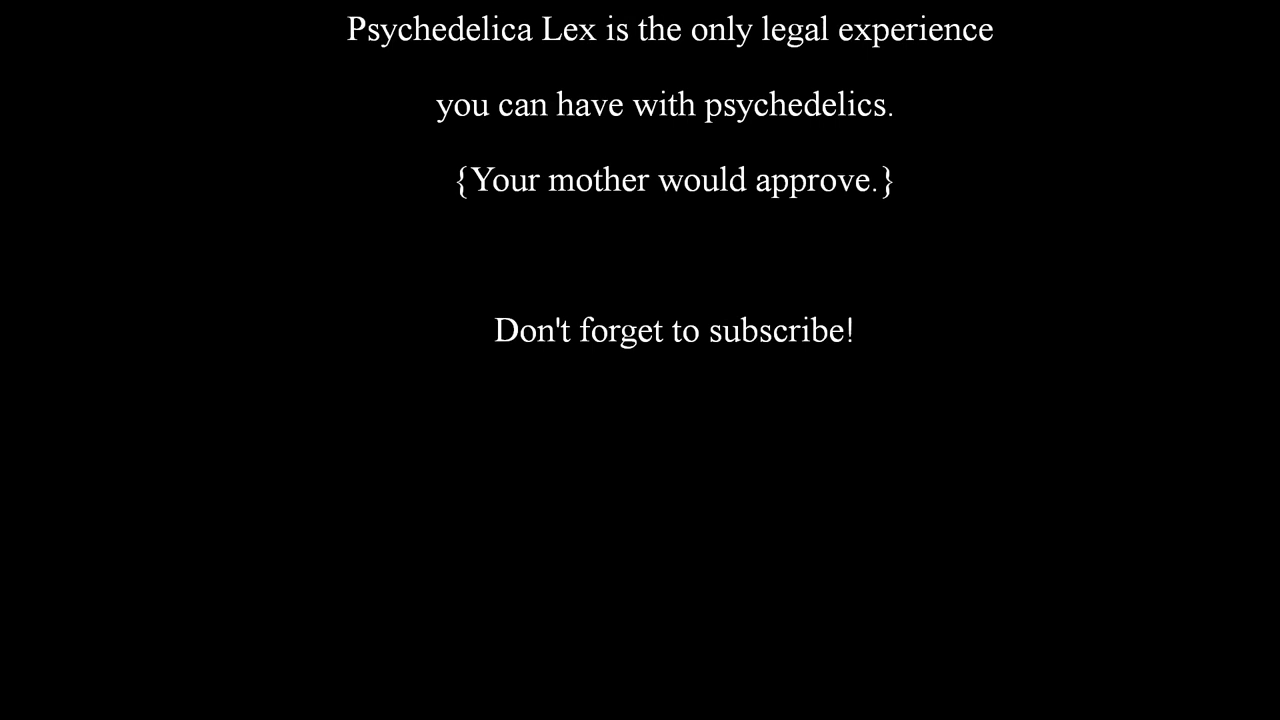 Psychedelica Lex is the only legal experience
you can have with psychedelics.
{Your mother would approve.}
Don't forget to subscribe!